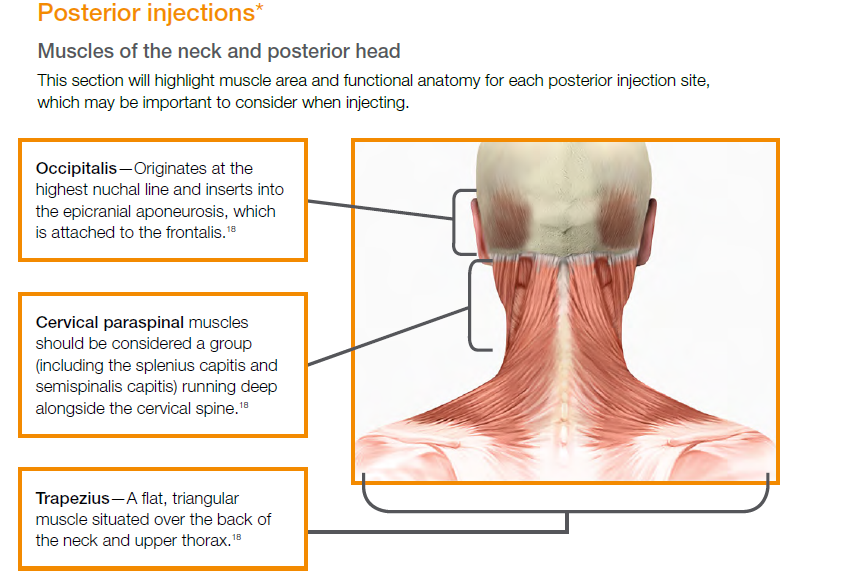 Posterior injections*
Muscles of the neck and posterior head
This section will highlight muscle area and functional anatomy for each posterior injection site,
which may be important to consider when injecting.
Occipitalis—Originates at the
highest nuchal line and inserts into
the epicranial aponeurosis, which
is attached to the frontalis.18
Cervical paraspinal muscles
should be considered a group
(including the splenius capitis and
semispinalis capitis) running deep
alongside the cervical spine.18
Trapezius—A flat, triangular
muscle situated over the back of
the neck and upper thorax.18